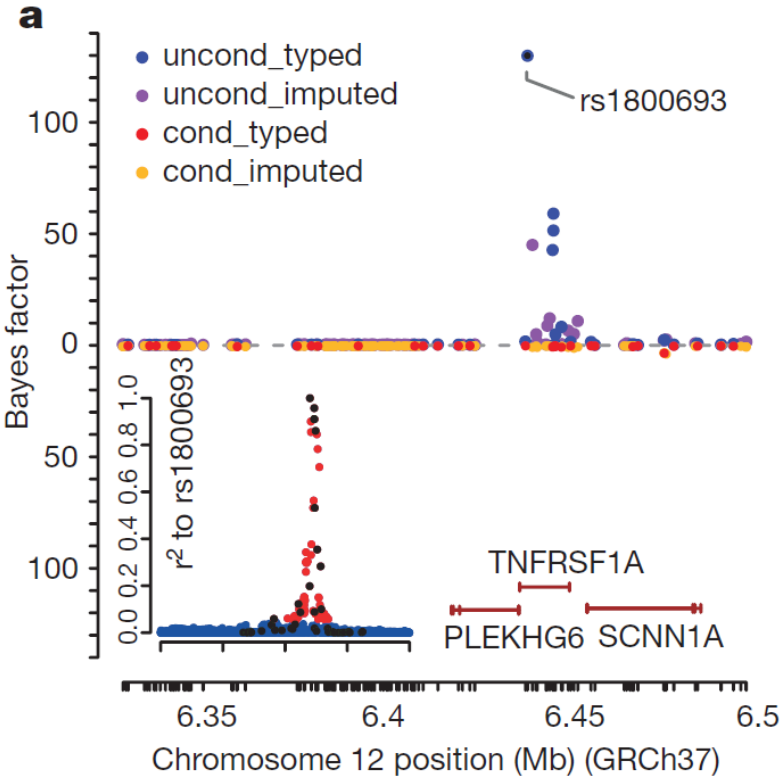 a
uncond_typed
uncond_imputed
cond_typed
cond_imputed
rs1800693
Bayes factor
100
50
0
50
100
r² to rs1800693
1.0
0.8
0.6
0.4
0.2
0.0
TNFRSF1A
PLEKHG6 SCNN1A
6.35 6.4 6.45 6.5
Chromosome 12 position (Mb) (GRCh37)